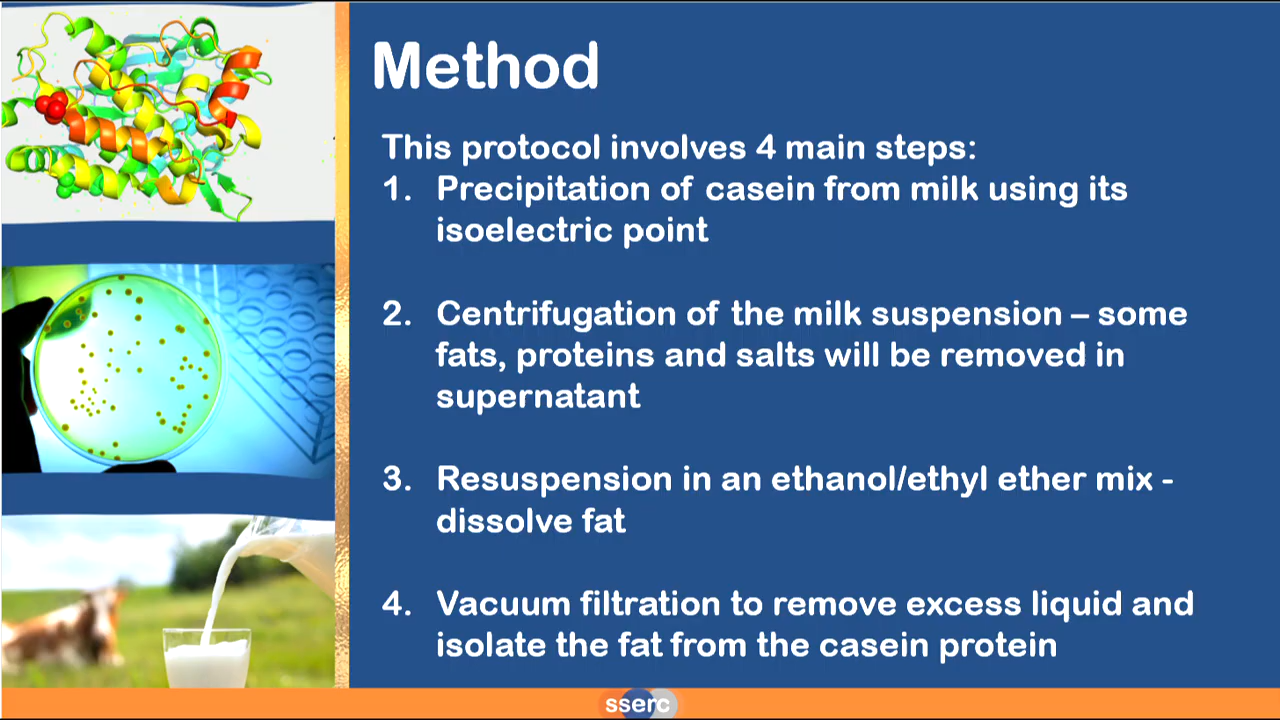 Method
This protocol involves 4 main steps:
1. Precipitation of casein from milk using its
isoelectric point
2. Centrifugation of the milk suspension – some
fats, proteins and salts will be removed in
supernatant
3. Resuspension in an ethanol/ethyl ether mix -
dissolve fat
4. Vacuum filtration to remove excess liquid and
isolate the fat from the casein protein
sserc